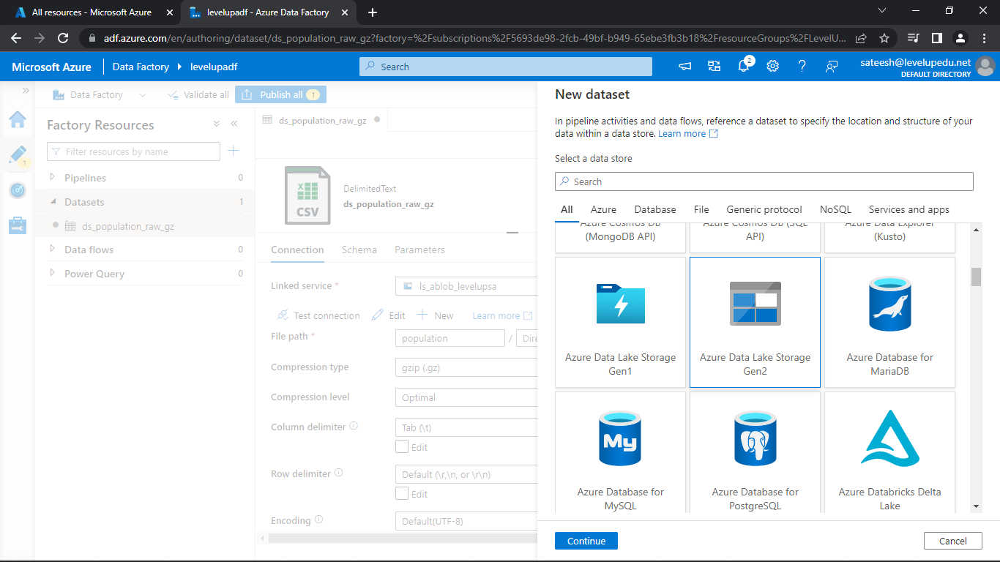 All resources - Microsoft Azure
levelupadf - Azure Data Factory
adf.azure.com/en/authoring/dataset/ds_population_raw_gz?factory=%2Fsubscriptions%2F5693de98-2fcb-49bf-b949-65ebe3fb3b18%2FresourceGroups%2FLevelU...
Microsoft Azure
Data Factory
levelupadf
Search
2
sateesh@levelupedu.net
DEFAULT DIRECTORY
Data Factory
Validate all
Publish all
1
Factory Resources
Filter resources by name
1
Pipelines 0
Datasets 1
ds_population_raw_gz
Data flows 0
Power Query 0
ds_population_raw_gz
CSV
DelimitedText
ds_population_raw_gz
Connection
Schema
Parameters
Linked service *
ls_ablob_levelupsa
Test connection
Edit
New
Learn more
File path *
population
/
Dire
Compression type
gzip (.gz)
Compression level
Optimal
Column delimiter
Tab (\t)
Edit
Row delimiter
Default (\r,\n, or \r\n)
Edit
Encoding
Default(UTF-8)
New dataset
In pipeline activities and data flows, reference a dataset to specify the location and structure of your
data within a data store. Learn more
Select a data store
Search
All
Azure
Database
File
Generic protocol
NoSQL
Services and apps
Azure Cosmos DB
(MongoDB API)
Azure Cosmos DB (SQL
API)
Azure Data Explorer
(Kusto)
Azure Data Lake Storage
Gen1
Azure Data Lake Storage
Gen2
Azure Database for
MariaDB
My
Azure Database for
MySQL
Azure Database for
PostgreSQL
Azure Databricks Delta
Lake
Continue
Cancel